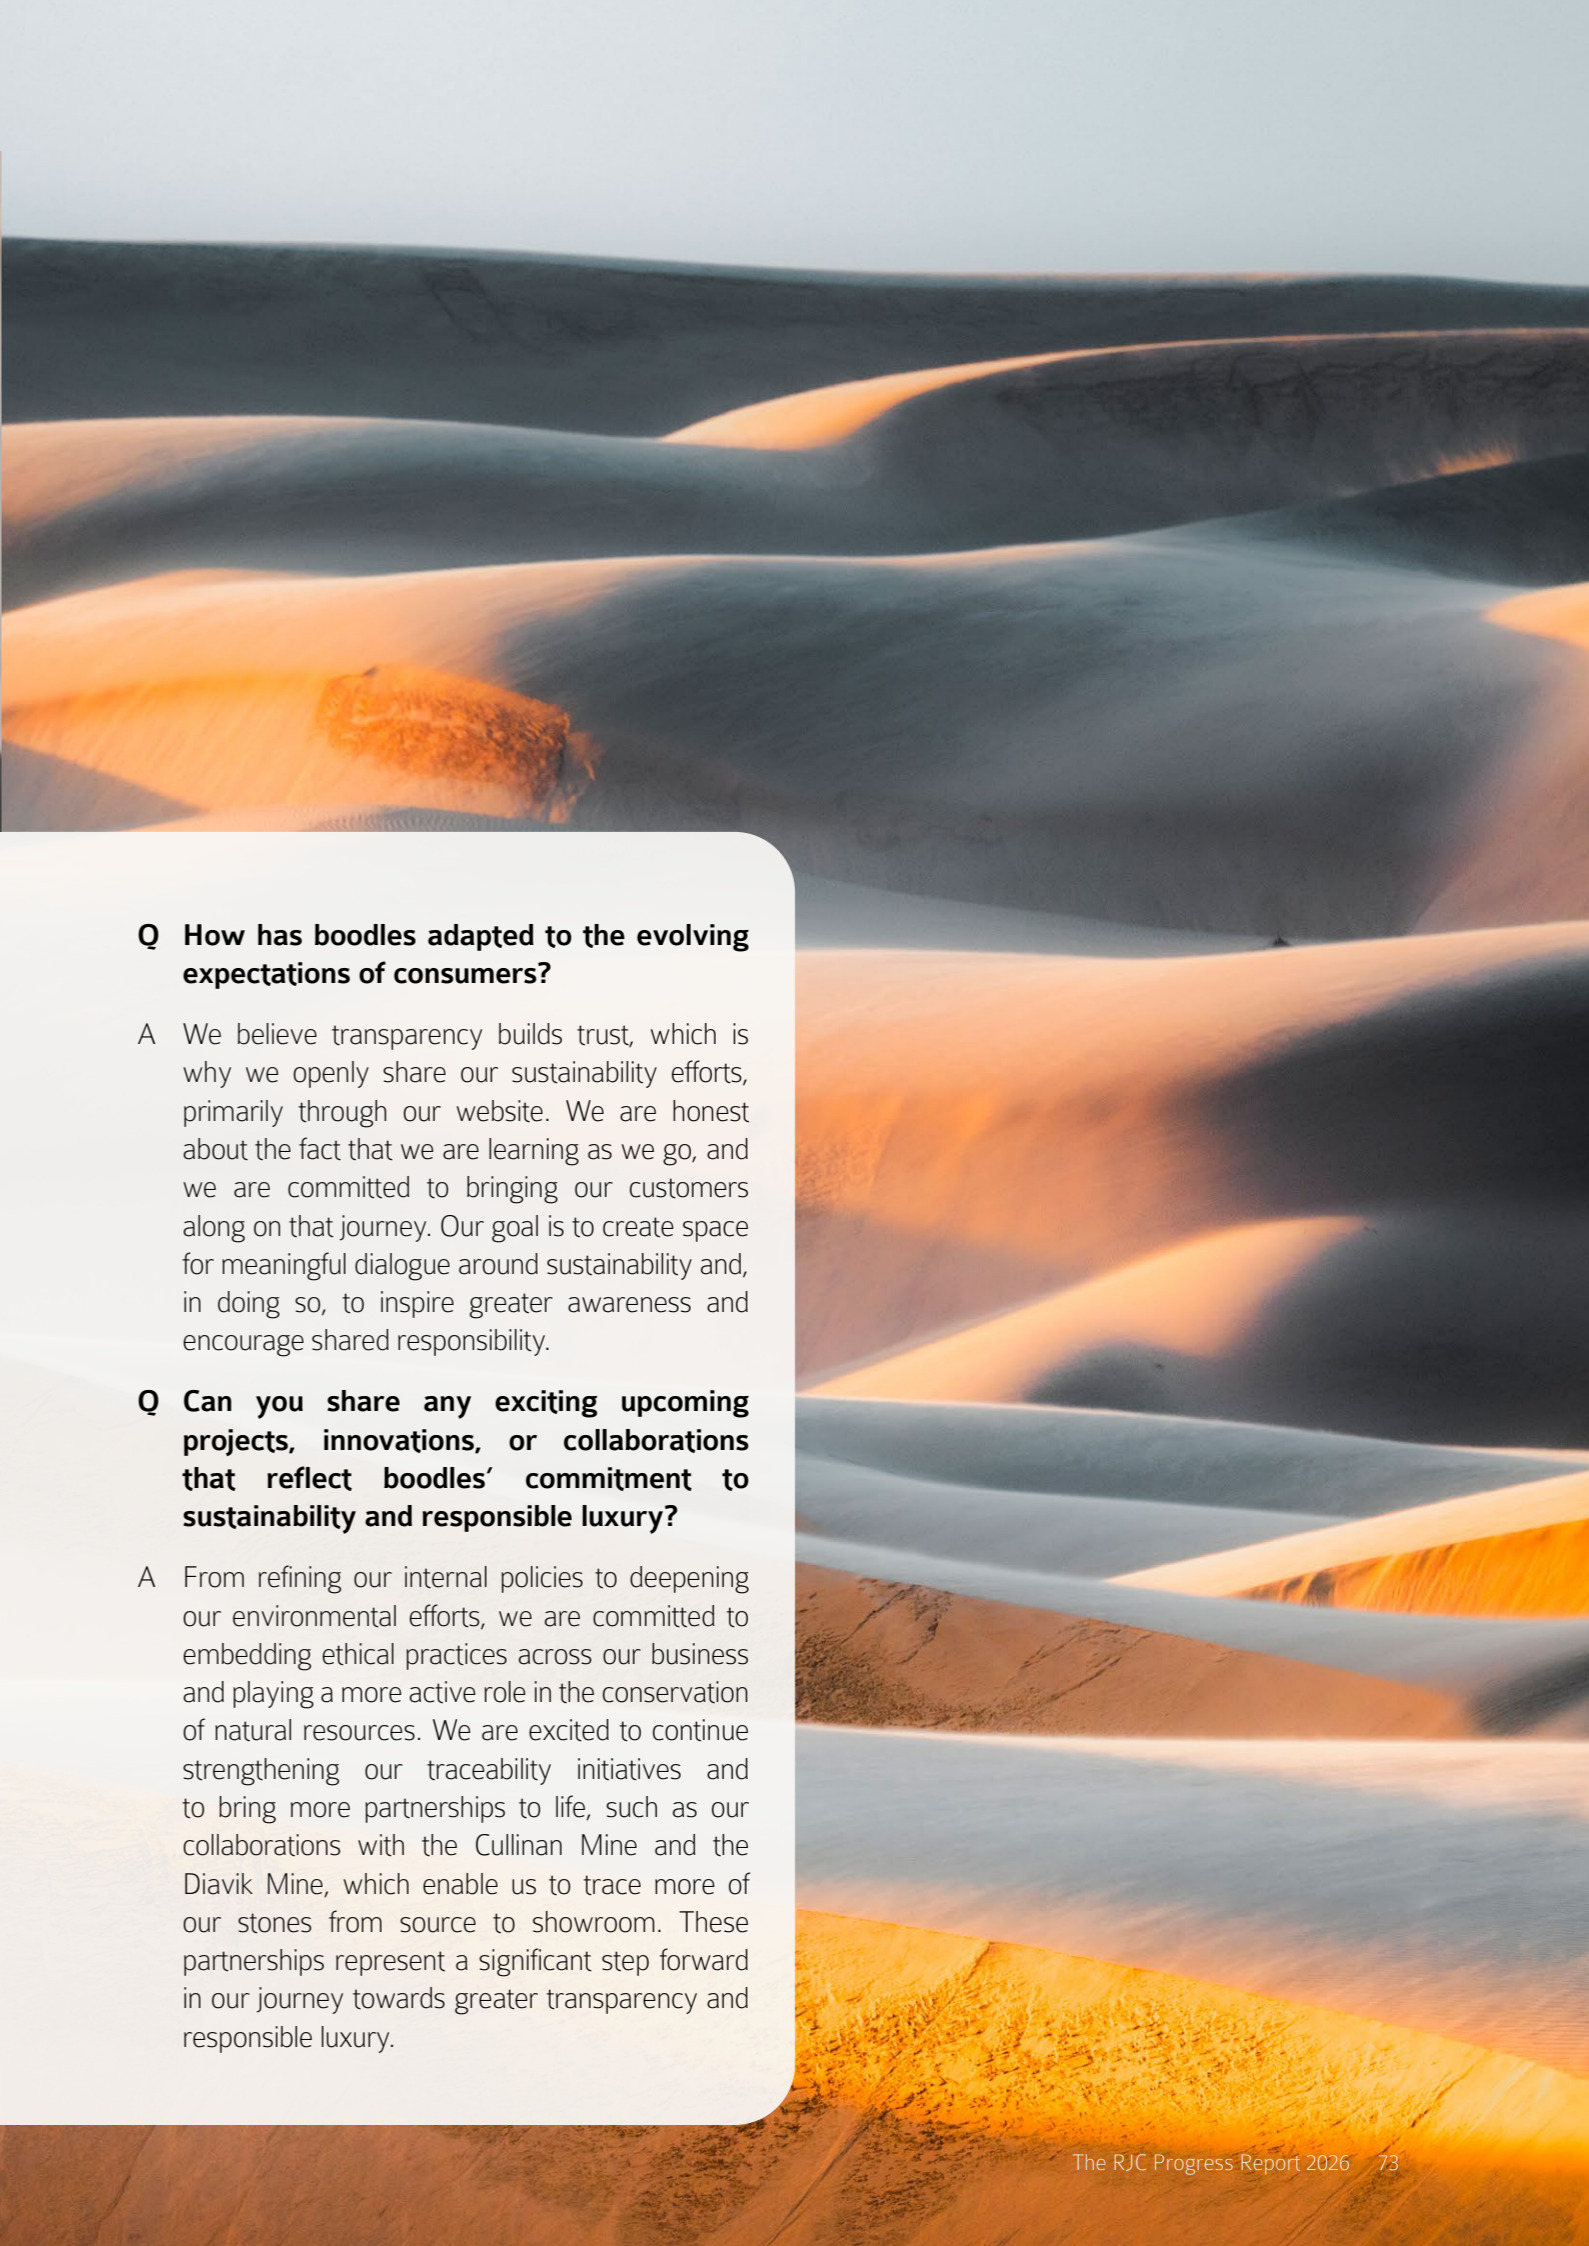 Q How has boodles adapted to the evolving
expectations of consumers?
A We believe transparency builds trust, which is
why we openly share our sustainability efforts,
primarily through our website. We are honest
about the fact that we are learning as we go, and
we are committed to bringing our customers
along on that journey. Our goal is to create space
for meaningful dialogue around sustainability and,
in doing so, to inspire greater awareness and
encourage shared responsibility.
Q Can you share any exciting upcoming
projects, innovations, or collaborations
that reflect boodles’ commitment to
sustainability and responsible luxury?
A From refining our internal policies to deepening
our environmental efforts, we are committed to
embedding ethical practices across our business
and playing a more active role in the conservation
of natural resources. We are excited to continue
strengthening our traceability initiatives and
to bring more partnerships to life, such as our
collaborations with the Cullinan Mine and the
Diavik Mine, which enable us to trace more of
our stones from source to showroom. These
partnerships represent a significant step forward
in our journey towards greater transparency and
responsible luxury.
The RJC Progress Report 2026 73